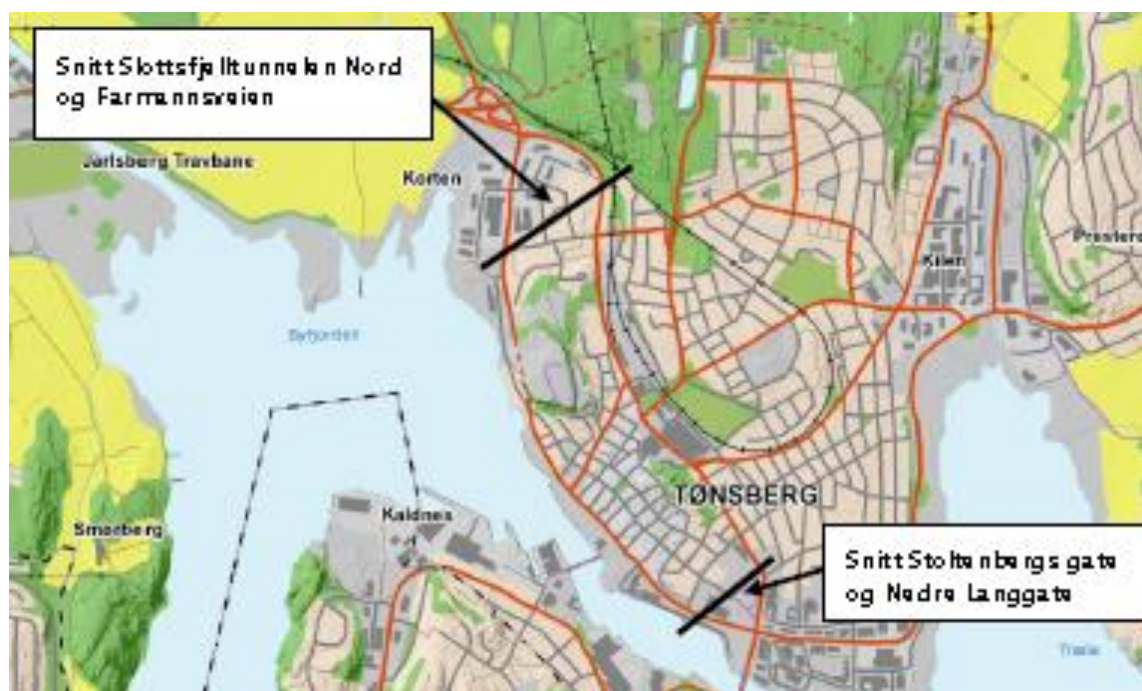 Snitt Slottsfjelltunnelen Nord
og Farmannsveien
Jarlsberg Travbane
Korten
Byfjorden
Kilen
TØNSBERG
Kaldnes
Smørberg
Snitt Stoltenbergs gate
og Nedre Langgate
Træla